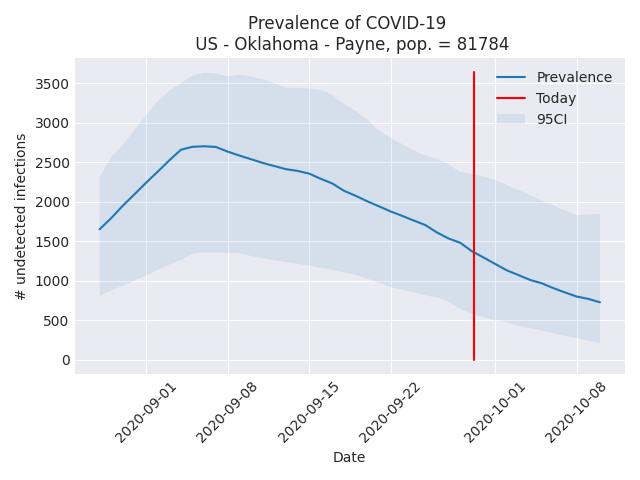 Prevalence of COVID-19
US - Oklahoma - Payne, pop. = 81784
Prevalence
Today
95CI
# undetected infections
3500
3000
2500
2000
1500
1000
500
0
2020-09-01
2020-09-08
2020-09-15
2020-09-22
2020-10-01
2020-10-08
Date